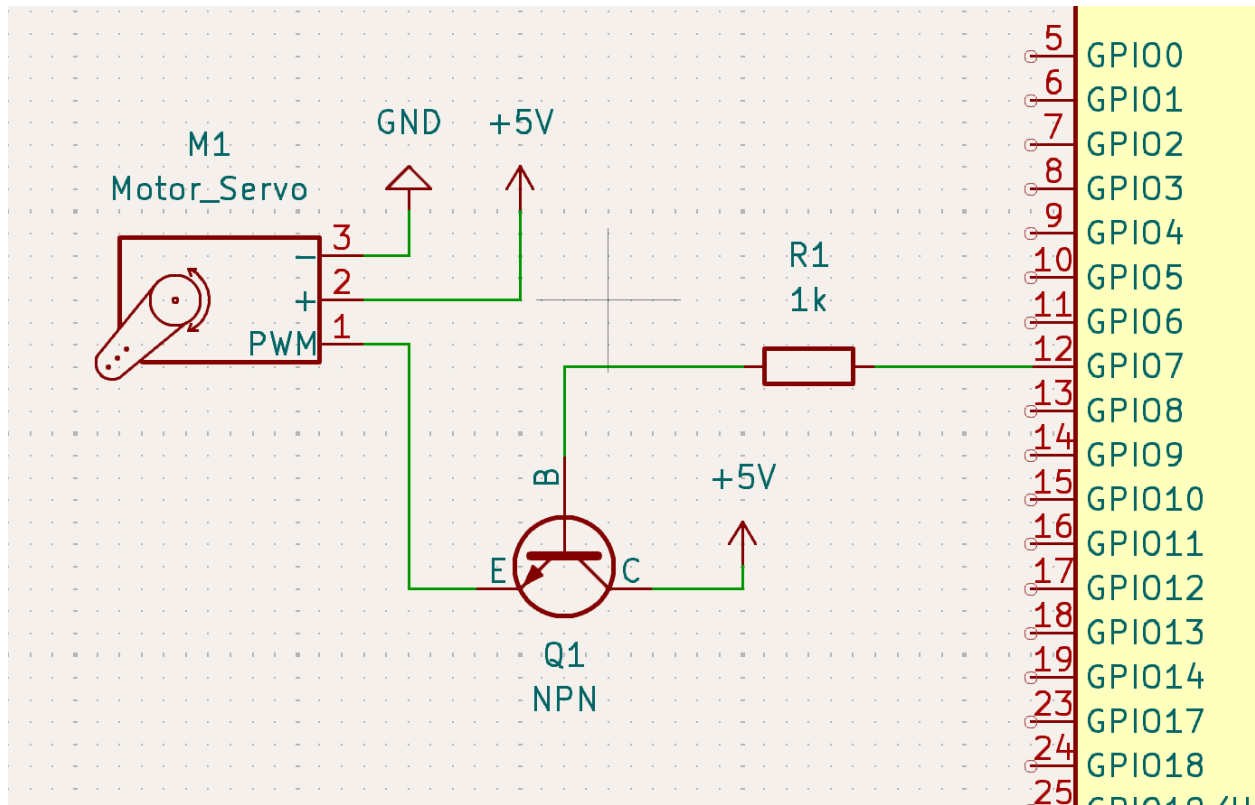 M1
Motor_Servo
GND
+5V
3
-
2
+
1
PWM
R1
1k
B
E
C
+5V
Q1
NPN
5 GPIO0
6 GPIO1
7 GPIO2
8 GPIO3
9 GPIO4
10 GPIO5
11 GPIO6
12 GPIO7
13 GPIO8
14 GPIO9
15 GPIO10
16 GPIO11
17 GPIO12
18 GPIO13
19 GPIO14
23 GPIO17
24 GPIO18
25